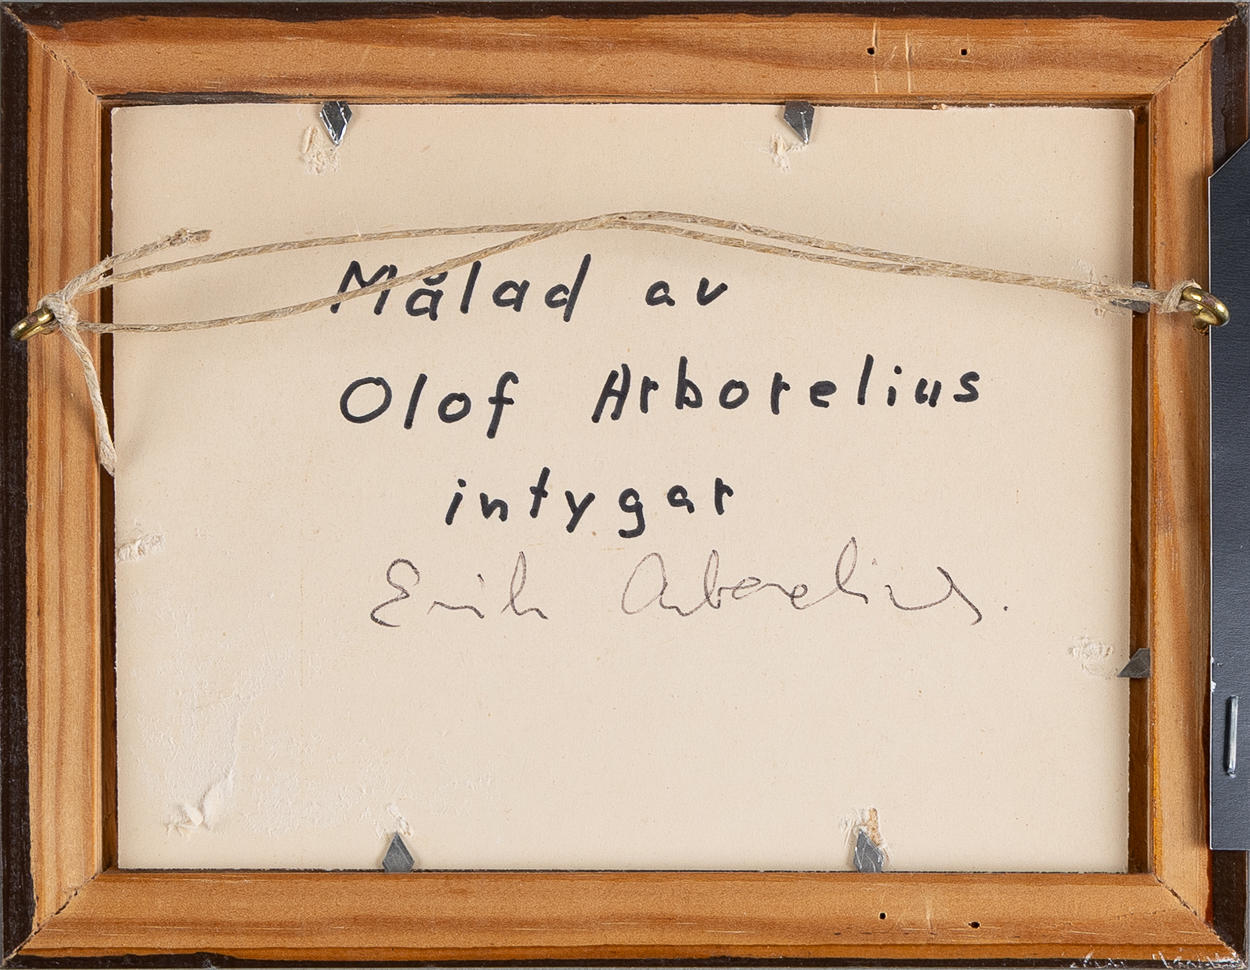 Målad av
Olof Arborelius
intygar
Erik Arborelius.